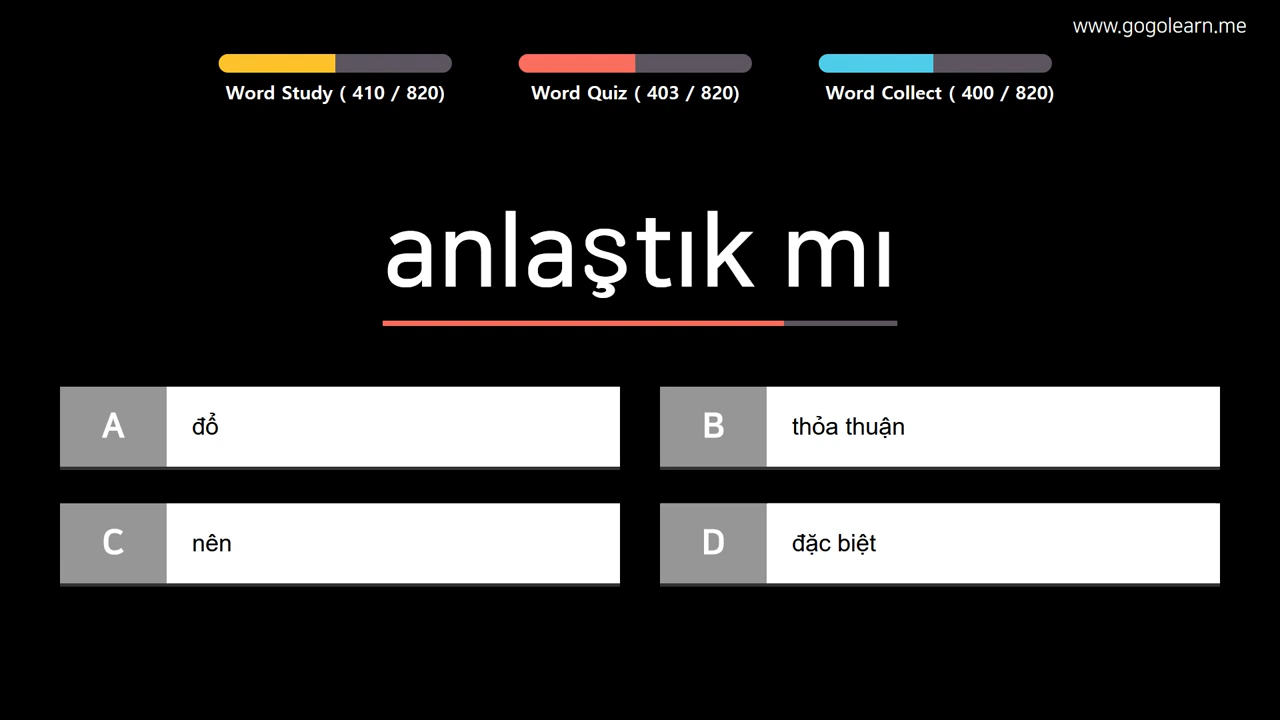 www.gogolearn.me
Word Study ( 410 / 820)
Word Quiz ( 403 / 820)
Word Collect ( 400 / 820)
anlaştık mı
A đổ
B thỏa thuận
C nên
D đặc biệt